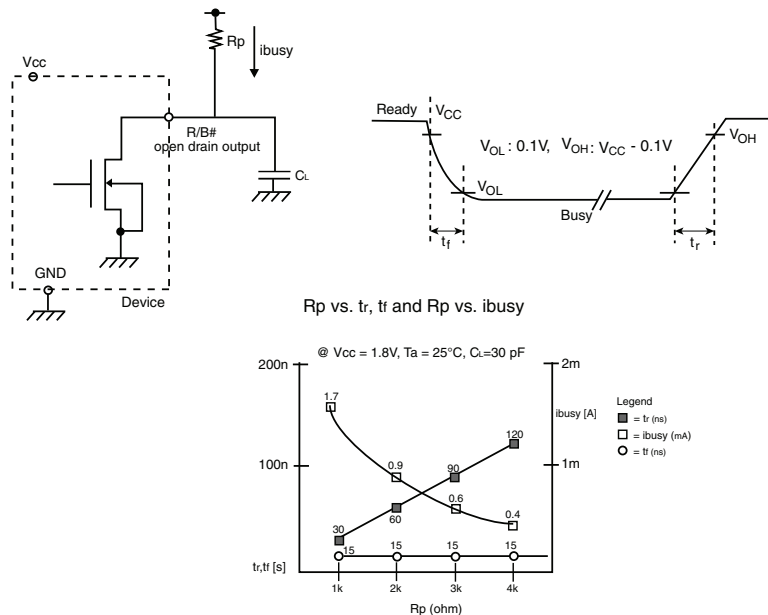 Rp
ibusy
Vcc
R/B#
open drain output
CL
GND
Device
Ready
VCC
VOL : 0.1V, VOH : VCC - 0.1V
VOH
VOL
Busy
tf
tr
Rp vs. tr, tf and Rp vs. ibusy
@ Vcc = 1.8V, Ta = 25°C, CL=30 pF
200n
2m
1.7
ibusy [A]
Legend
= tr (ns)
= ibusy (mA)
= tf (ns)
120
100n
0.9
90
1m
0.6
0.4
60
30
15
15
15
15
tr,tf [s]
1k
2k
3k
4k
Rp (ohm)